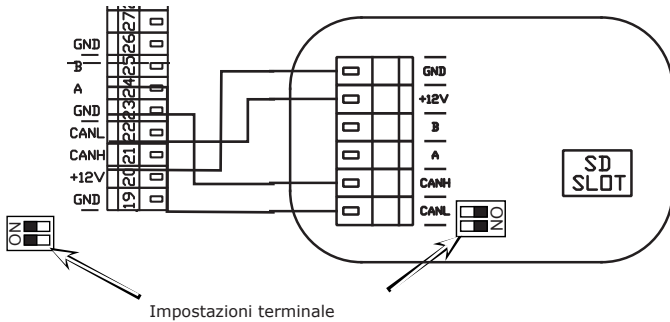 27
GND 26
B 25
A 24
GND 23
CANL 22
CANH 21
+12V 20
GND 19
GND
+12V
B
A
CANH
CANL
SD
SLOT
ON
ON
Impostazioni terminale